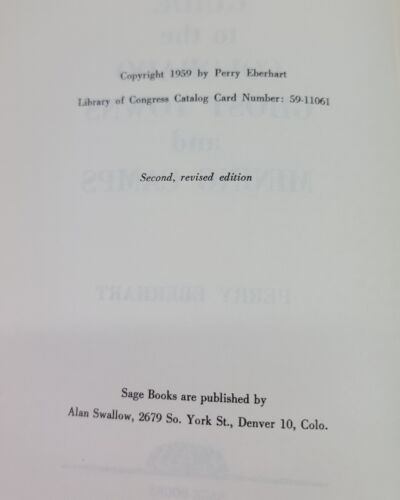 Copyright 1959 by Perry Eberhart
Library of Congress Catalog Card Number: 59-11061
Second, revised edition
Sage Books are published by
Alan Swallow, 2679 So. York St., Denver 10, Colo.